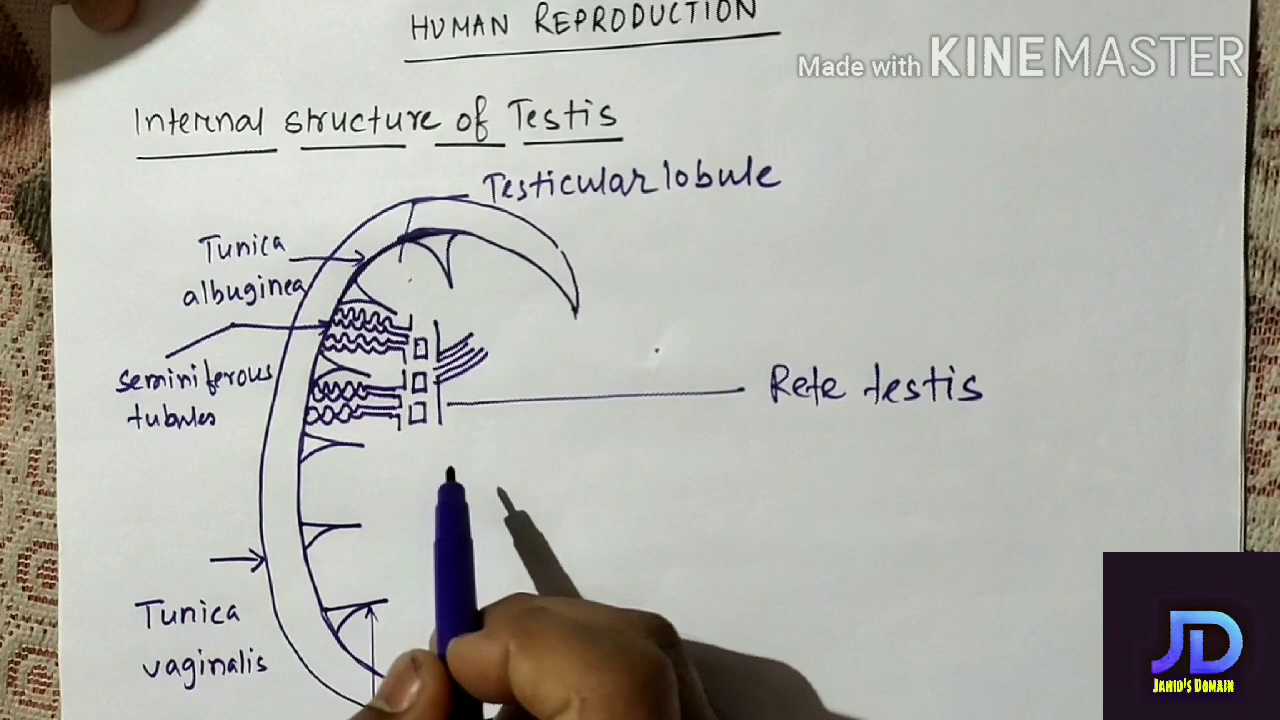 HUMAN REPRODUCTION
Made with KINEMASTER
Internal structure of Testis
Testicular lobule
Tunica
albuginea
seminiferous
tubules
Rete testis
Tunica
vaginalis
JD
JAHID'S DOMAIN